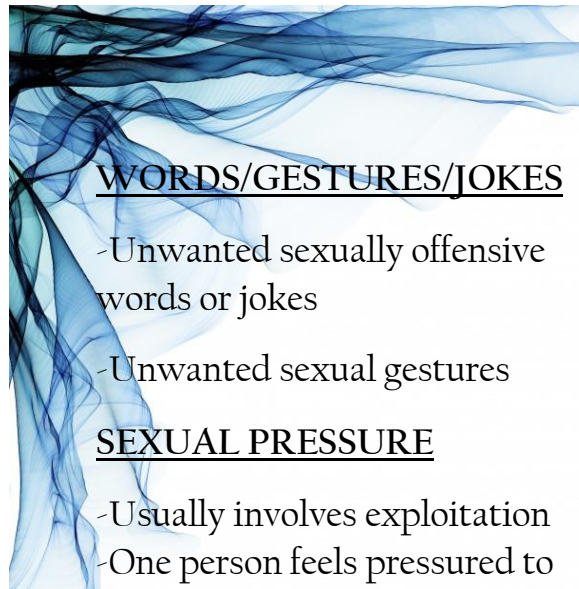 WORDS/GESTURES/JOKES
-Unwanted sexually offensive
words or jokes
-Unwanted sexual gestures
SEXUAL PRESSURE
-Usually involves exploitation
-One person feels pressured to